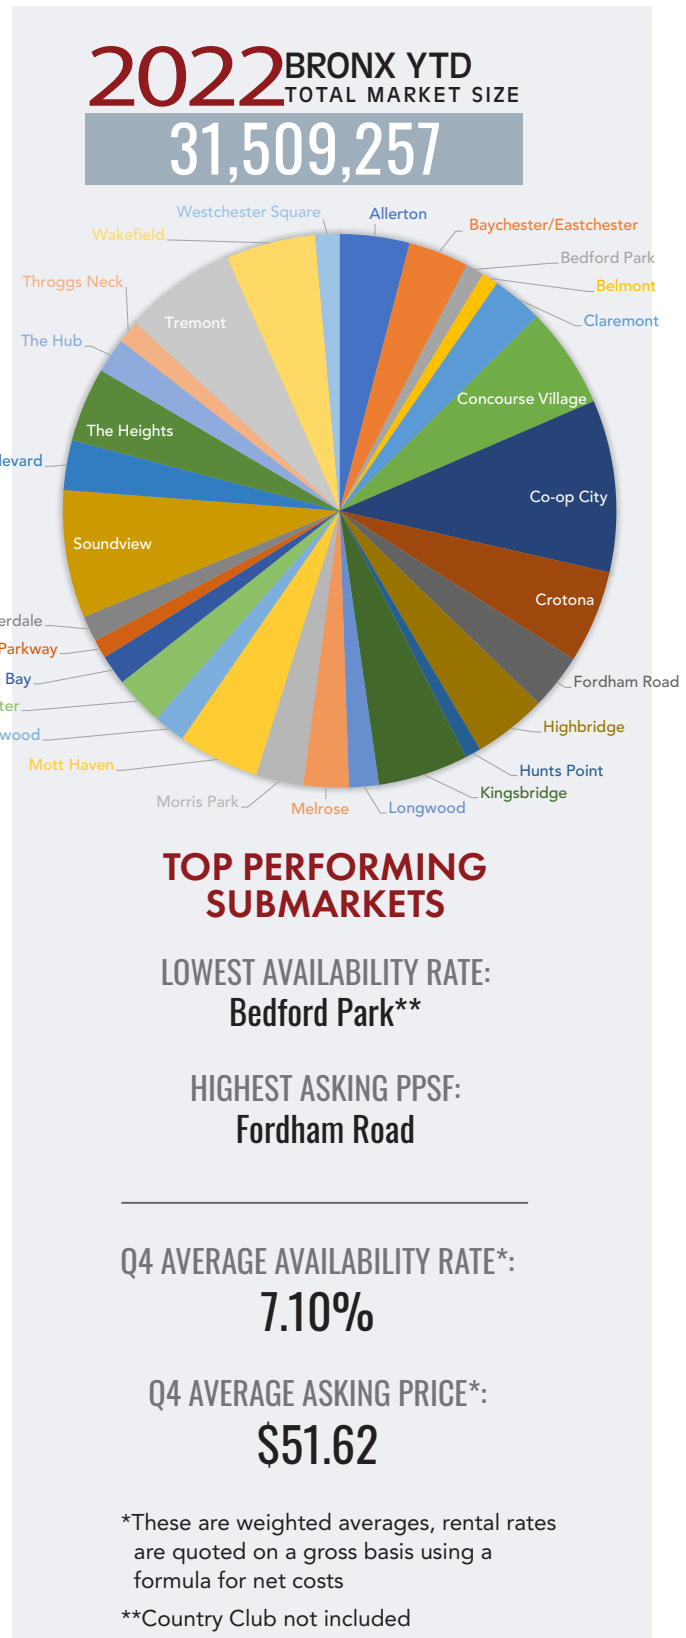 2022 BRONX YTD
TOTAL MARKET SIZE
31,509,257
Westchester Square
Allerton
Wakefield
Baychester/Eastchester
Bedford Park
Throggs Neck
Belmont
Tremont
Claremont
The Hub
Concourse Village
The Heights
levard
Co-op City
Soundview
Crotona
erdale
Parkway
Bay
Fordham Road
ter
Highbridge
wood
Mott Haven
Hunts Point
Kingsbridge
Morris Park
Melrose
Longwood
TOP PERFORMING
SUBMARKETS
LOWEST AVAILABILITY RATE:
Bedford Park**
HIGHEST ASKING PPSF:
Fordham Road
Q4 AVERAGE AVAILABILITY RATE*:
7.10%
Q4 AVERAGE ASKING PRICE*:
$51.62
*These are weighted averages, rental rates
are quoted on a gross basis using a
formula for net costs
**Country Club not included